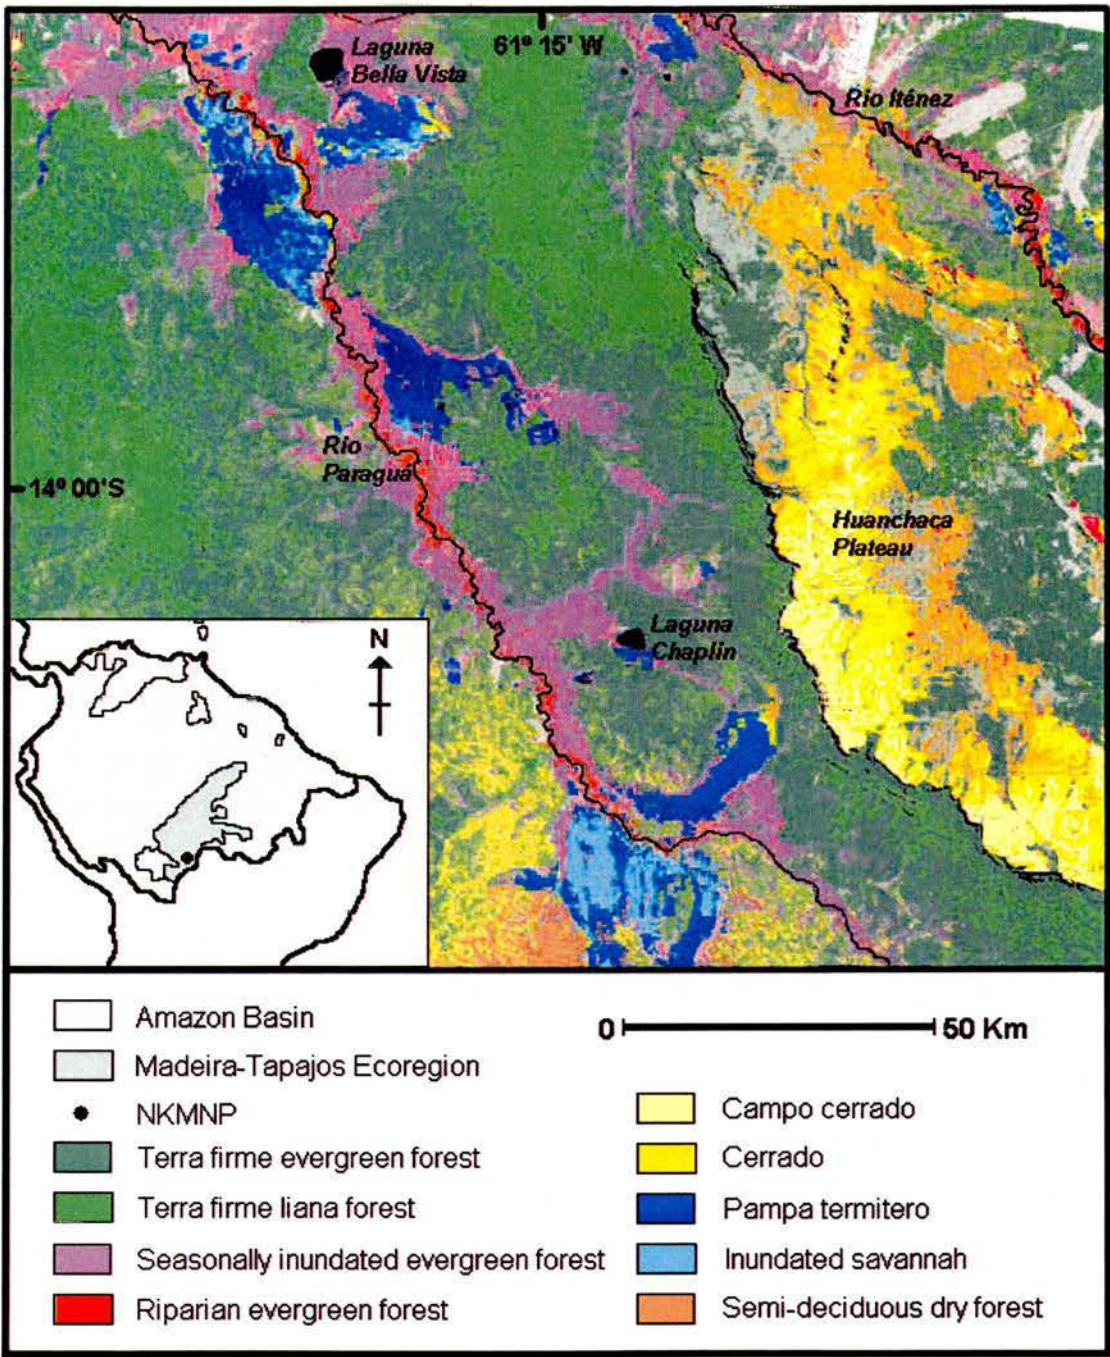 Laguna
Bella Vista
61º 15' W
Rio Iténez
Rio
Paraguá
14º 00'S
Huanchaca
Plateau
Laguna
Chaplin
N
Amazon Basin
Madeira-Tapajos Ecoregion
NKMNP
Terra firme evergreen forest
Terra firme liana forest
Seasonally inundated evergreen forest
Riparian evergreen forest
0 50 Km
Campo cerrado
Cerrado
Pampa termitero
Inundated savannah
Semi-deciduous dry forest